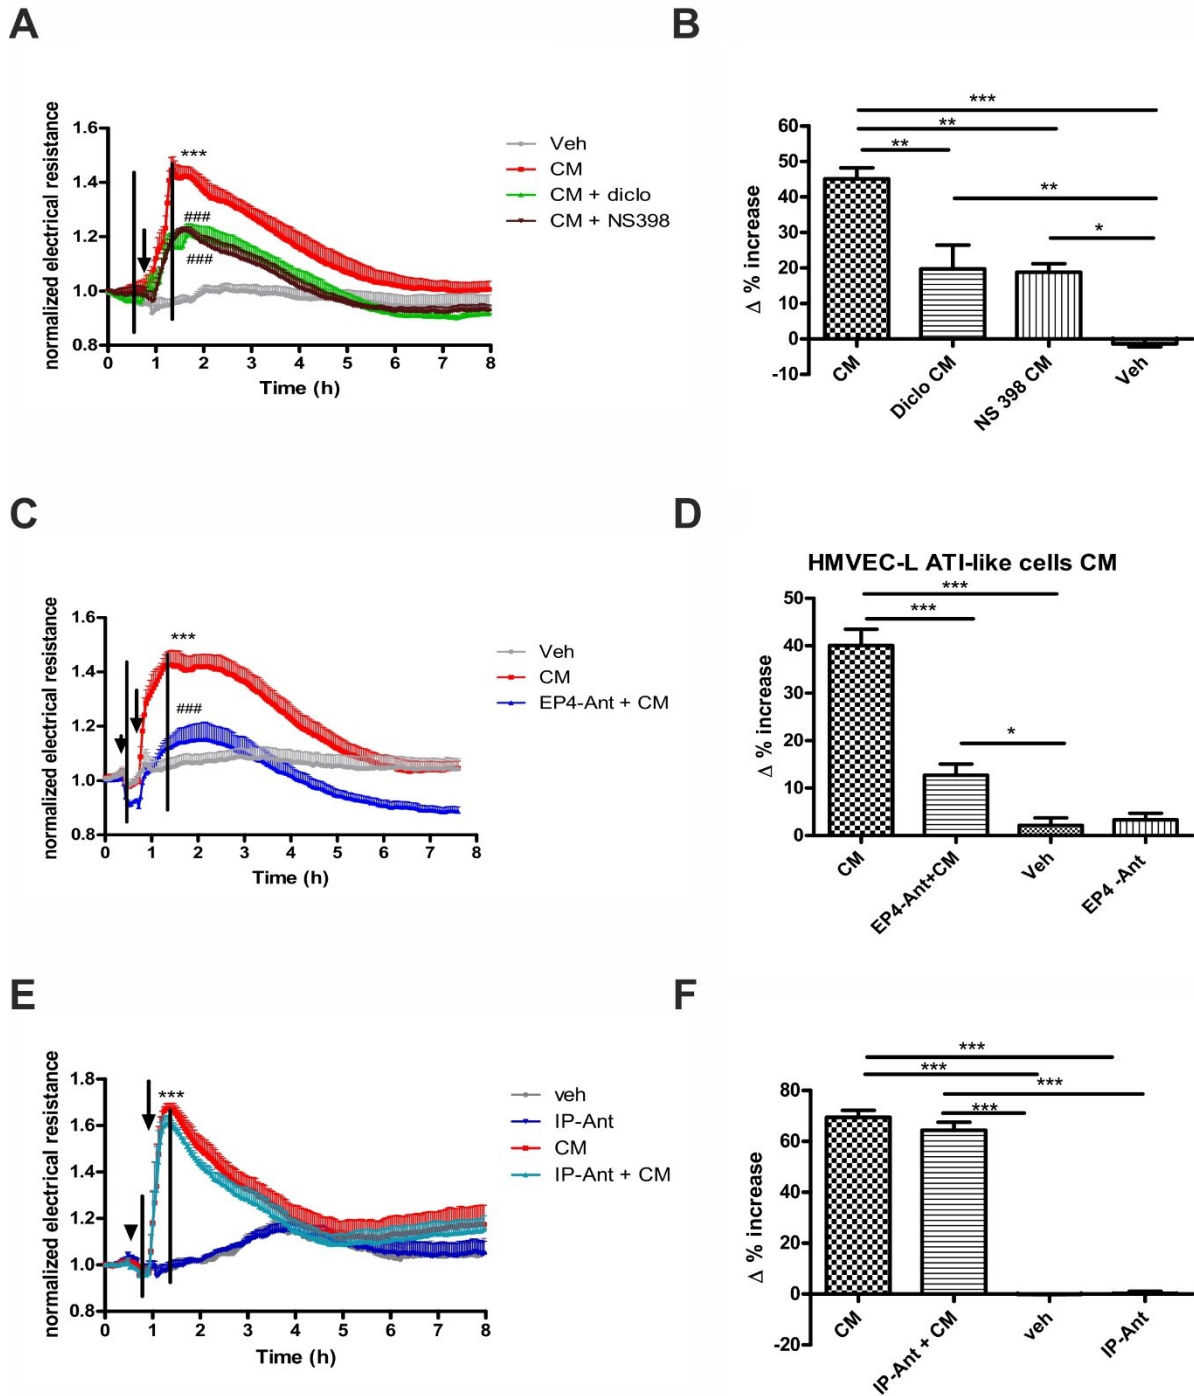 A
normalized electrical resistance
1.6
1.4
1.2
1.0
0.8
***
###
###
0 1 2 3 4 5 6 7 8
Time (h)
Veh
CM
CM + diclo
CM + NS398
B
Δ % increase
60
50
40
30
20
10
0
-10
***
**
**
**
*
CM
Diclo CM
NS 398 CM
Veh
C
normalized electrical resistance
1.6
1.4
1.2
1.0
0.8
***
###
0 1 2 3 4 5 6 7 8
Time (h)
Veh
CM
EP4-Ant + CM
D
HMVEC-L ATI-like cells CM
Δ % increase
50
40
30
20
10
0
***
***
*
CM
EP4-Ant+CM
Veh
EP4 -Ant
E
normalized electrical resistance
1.8
1.6
1.4
1.2
1.0
0.8
***
0 1 2 3 4 5 6 7 8
Time (h)
veh
IP-Ant
CM
IP-Ant + CM
F
Δ % increase
80
60
40
20
0
-20
***
***
***
***
CM
IP-Ant + CM
veh
IP-Ant